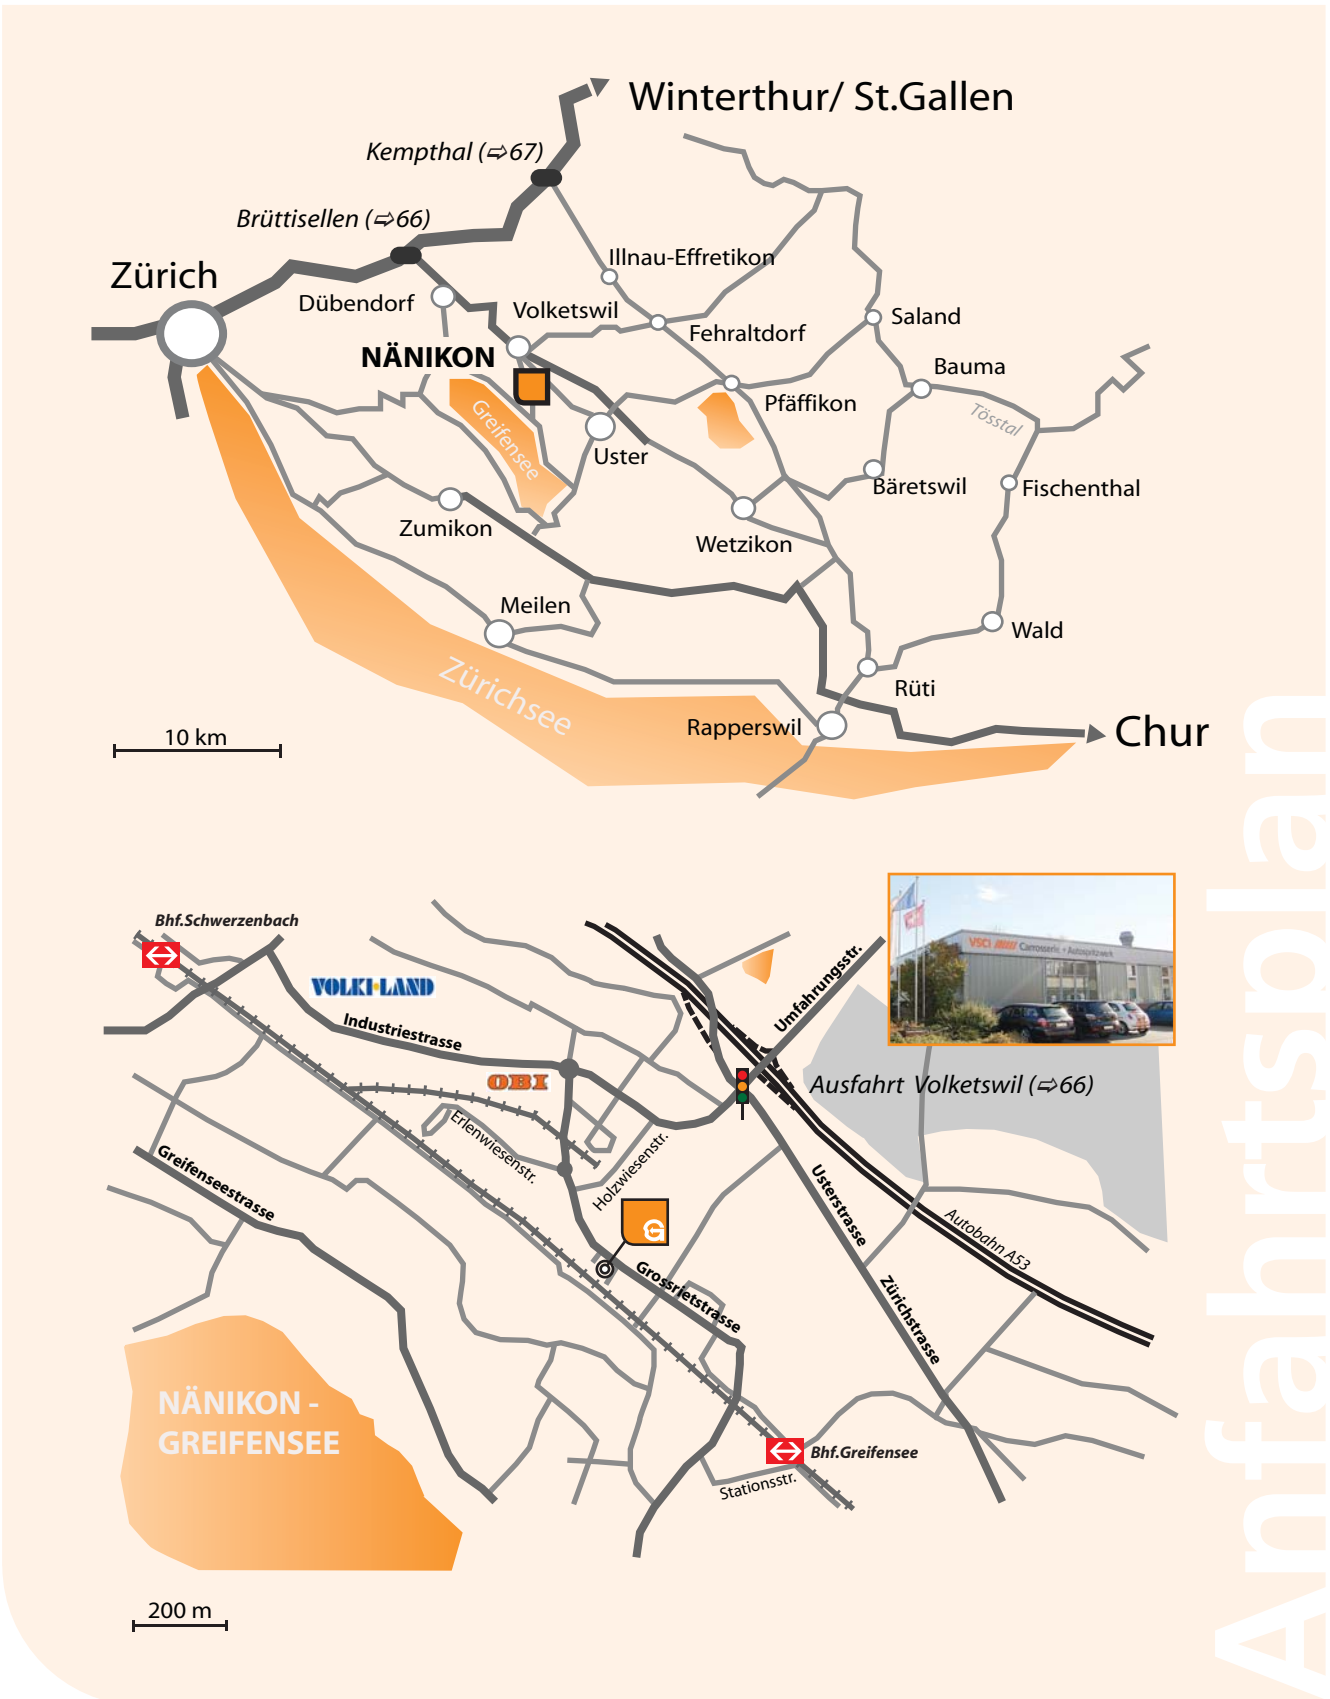 Winterthur/ St.Gallen
Kempthal (⇨67)
Brüttisellen (⇨66)
Zürich
Illnau-Effretikon
Dübendorf
Volketswil
Fehraltdorf
Saland
NÄNIKON
Bauma
Pfäffikon
Tösstal
Greifensee
Uster
Bäretswil
Fischenthal
Zumikon
Wetzikon
Meilen
Wald
Zürichsee
Rüti
Rapperswil
Chur
10 km
Anfahrtsplan
Bhf.Schwerzenbach
VOLKI-LAND
Industriestrasse
OBI
Erlenwiesenstr.
Holzwiesenstr.
Umfahrungsstr.
VSCI Carrosserie + Autospritzwerk
Ausfahrt Volketswil (⇨66)
Greifenseestrasse
Usterstrasse
Autobahn A53
G
Grossrietstrasse
Zürichstrasse
NÄNIKON -
GREIFENSEE
Bhf.Greifensee
Stationsstr.
200 m